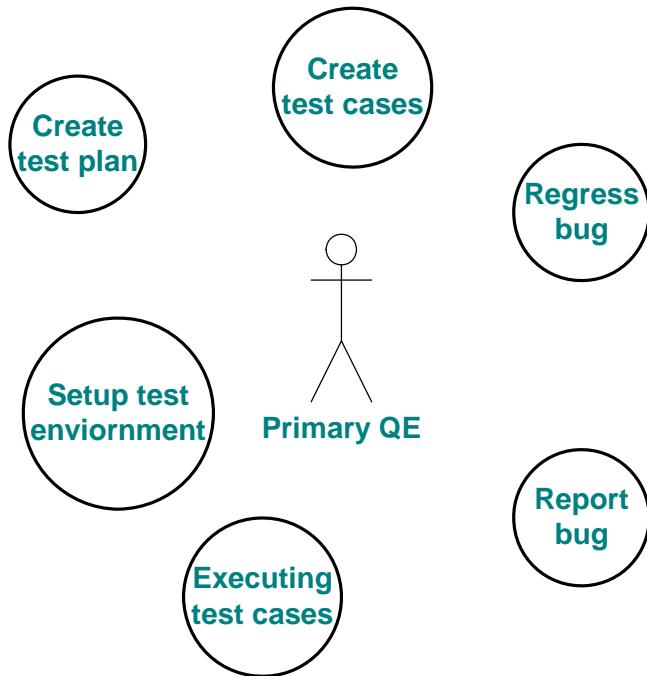 Create
test cases
Create
test plan
Regress
bug
Setup test
enviornment
Primary QE
Report
bug
Executing
test cases